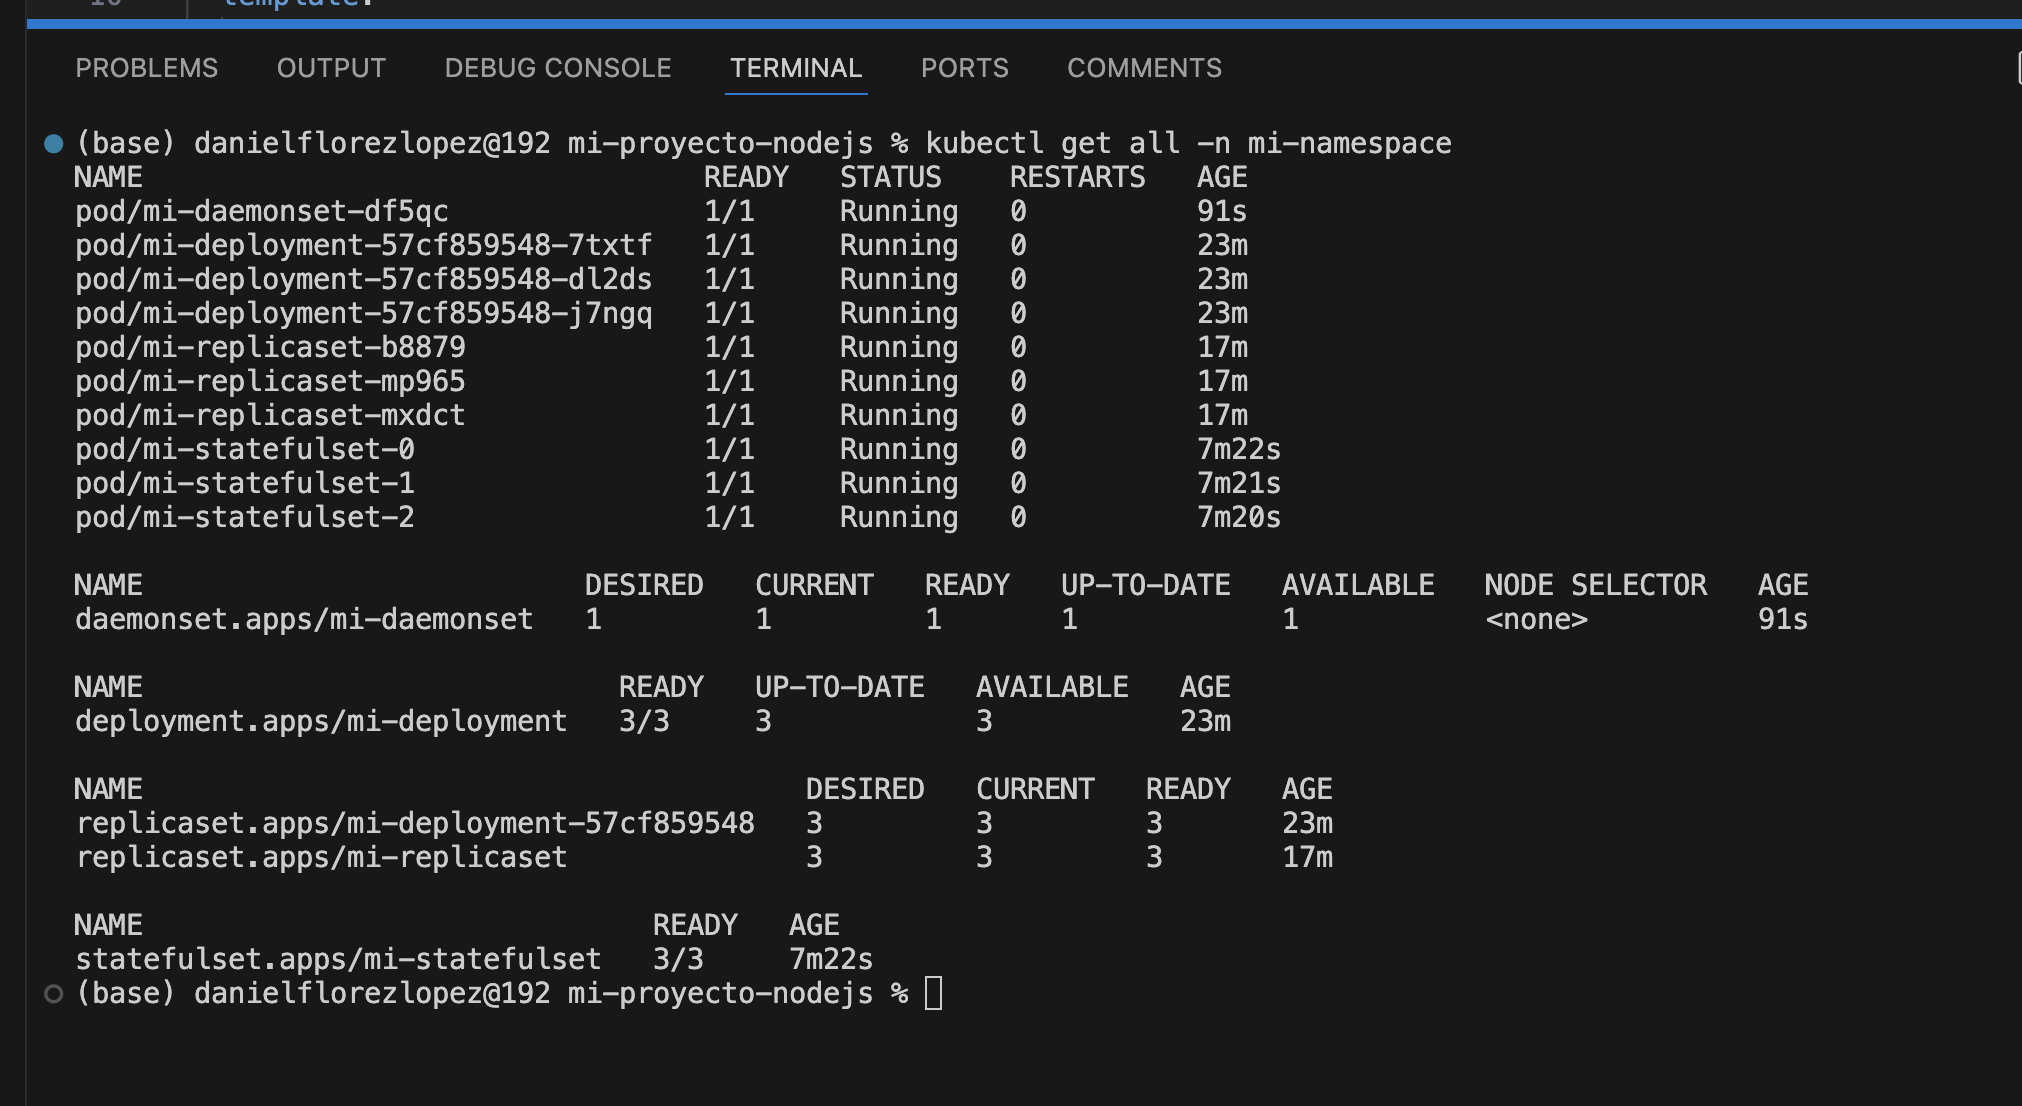 template:
PROBLEMS OUTPUT DEBUG CONSOLE TERMINAL PORTS COMMENTS
(base) danielflorezlopez@192 mi-proyecto-nodejs % kubectl get all -n mi-namespace
NAME READY STATUS RESTARTS AGE
pod/mi-daemonset-df5qc 1/1 Running 0 91s
pod/mi-deployment-57cf859548-7txtf 1/1 Running 0 23m
pod/mi-deployment-57cf859548-dl2ds 1/1 Running 0 23m
pod/mi-deployment-57cf859548-j7ngq 1/1 Running 0 23m
pod/mi-replicaset-b8879 1/1 Running 0 17m
pod/mi-replicaset-mp965 1/1 Running 0 17m
pod/mi-replicaset-mxdct 1/1 Running 0 17m
pod/mi-statefulset-0 1/1 Running 0 7m22s
pod/mi-statefulset-1 1/1 Running 0 7m21s
pod/mi-statefulset-2 1/1 Running 0 7m20s
NAME DESIRED CURRENT READY UP-TO-DATE AVAILABLE NODE SELECTOR AGE
daemonset.apps/mi-daemonset 1 1 1 1 1 <none> 91s
NAME READY UP-TO-DATE AVAILABLE AGE
deployment.apps/mi-deployment 3/3 3 3 23m
NAME DESIRED CURRENT READY AGE
replicaset.apps/mi-deployment-57cf859548 3 3 3 23m
replicaset.apps/mi-replicaset 3 3 3 17m
NAME READY AGE
statefulset.apps/mi-statefulset 3/3 7m22s
(base) danielflorezlopez@192 mi-proyecto-nodejs %